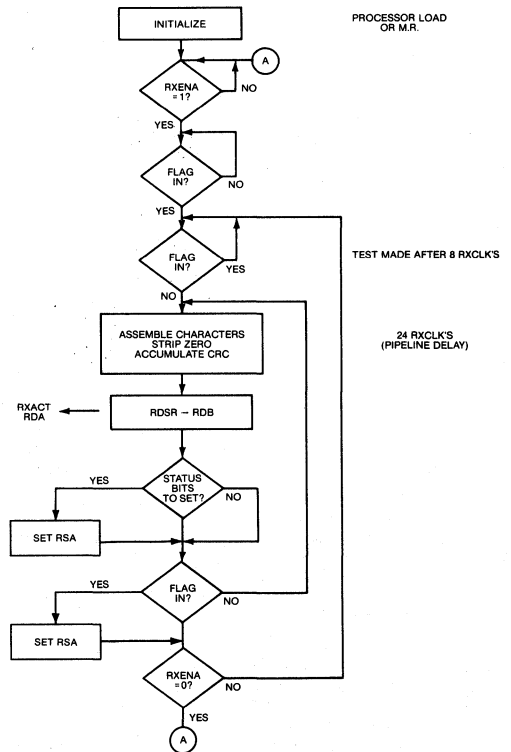 INITIALIZE
PROCESSOR LOAD
OR M.R.
A
RXENA
=1?
NO
YES
FLAG
IN?
NO
YES
FLAG
IN?
YES
TEST MADE AFTER 8 RXCLK'S
NO
ASSEMBLE CHARACTERS
STRIP ZERO
ACCUMULATE CRC
24 RXCLK'S
(PIPELINE DELAY)
RXACT
RDA
RDSR – RDB
YES
STATUS
BITS
TO SET?
NO
SET RSA
YES
FLAG
IN?
NO
SET RSA
RXENA
=0?
NO
YES
A